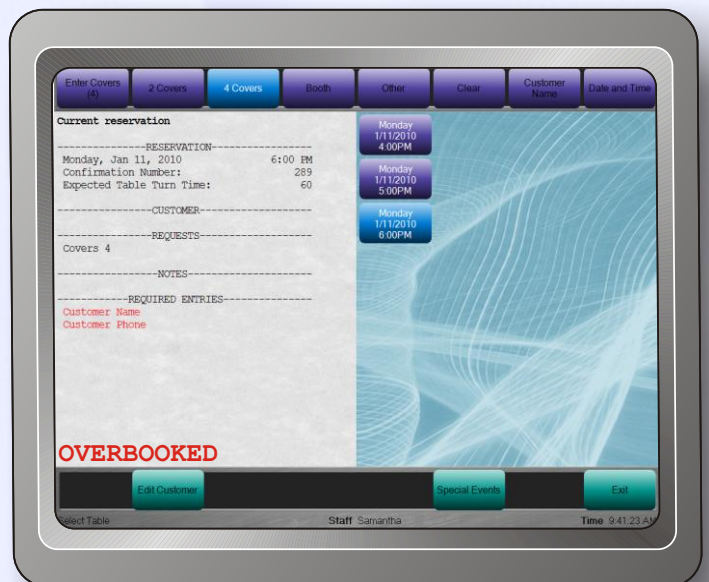 Enter Covers
(4)
2 Covers
4 Covers
Booth
Other
Clear
Customer
Name
Date and Time
Current reservation
----------------RESERVATION------------------
Monday, Jan 11, 2010 6:00 PM
Confirmation Number: 289
Expected Table Turn Time: 60
-----------------CUSTOMER--------------------
-----------------REQUESTS--------------------
Covers 4
------------------NOTES----------------------
-------------REQUIRED ENTRIES----------------
Customer Name
Customer Phone
OVERBOOKED
Monday
1/11/2010
4:00PM
Monday
1/11/2010
5:00PM
Monday
1/11/2010
6:00PM
Edit Customer
Special Events
Exit
Select Table
Staff Samantha
Time 9:41:23 AM